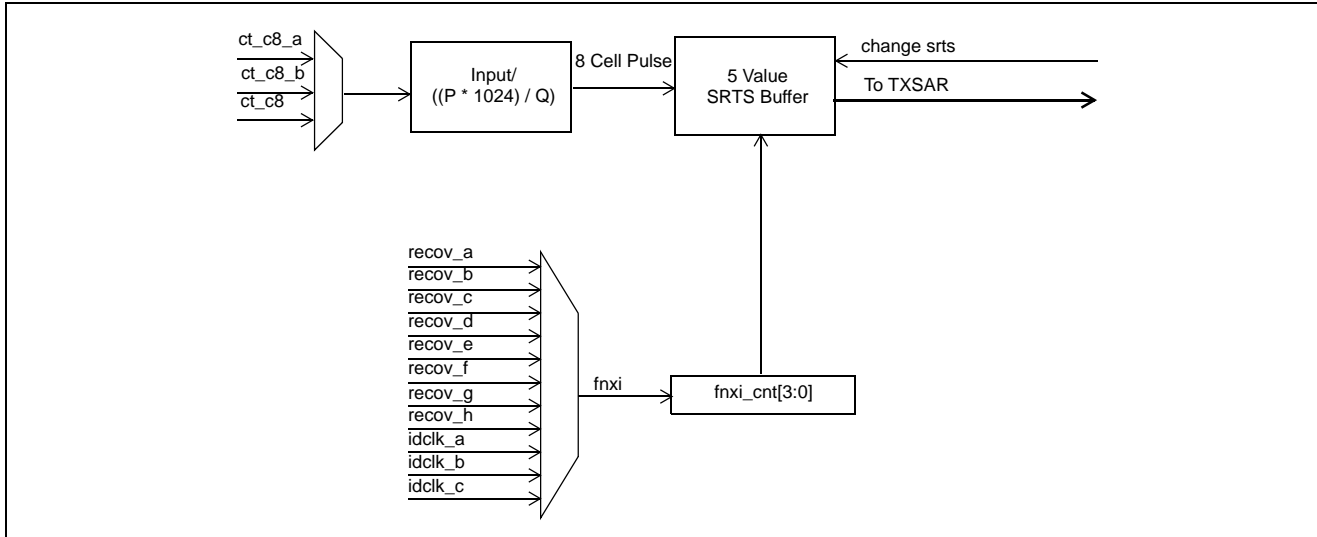 ct_c8_a
ct_c8_b
ct_c8
Input/
((P * 1024) / Q)
8 Cell Pulse
5 Value
SRTS Buffer
change srts
To TXSAR
recov_a
recov_b
recov_c
recov_d
recov_e
recov_f
recov_g
recov_h
idclk_a
idclk_b
idclk_c
fnxi
fnxi_cnt[3:0]